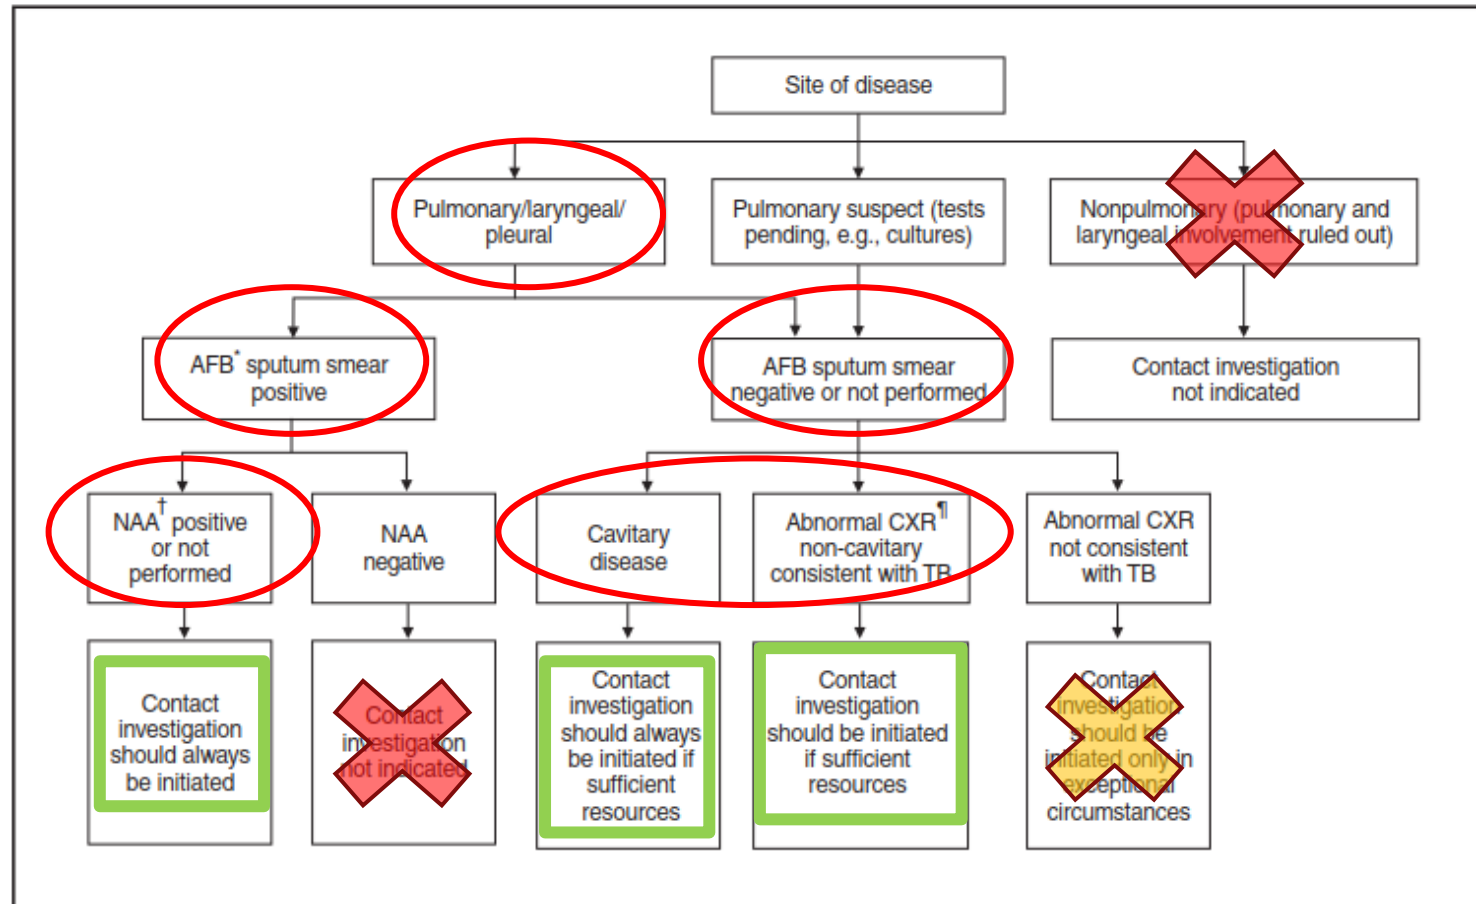 Site of disease
Pulmonary/laryngeal/
pleural
Pulmonary suspect (tests
pending, e.g., cultures)
Nonpulmonary (pulmonary and
laryngeal involvement ruled out)
AFB* sputum smear
positive
AFB sputum smear
negative or not performed
Contact investigation
not indicated
NAA† positive
or not
performed
NAA
negative
Cavitary
disease
Abnormal CXR¶
non-cavitary
consistent with TB
Abnormal CXR
not consistent
with TB
Contact
investigation
should always
be initiated
Contact
investigation
not indicated
Contact
investigation
should always
be initiated if
sufficient
resources
Contact
investigation
should be initiated
if sufficient
resources
Contact
investigation
should be
initiated only in
exceptional
circumstances